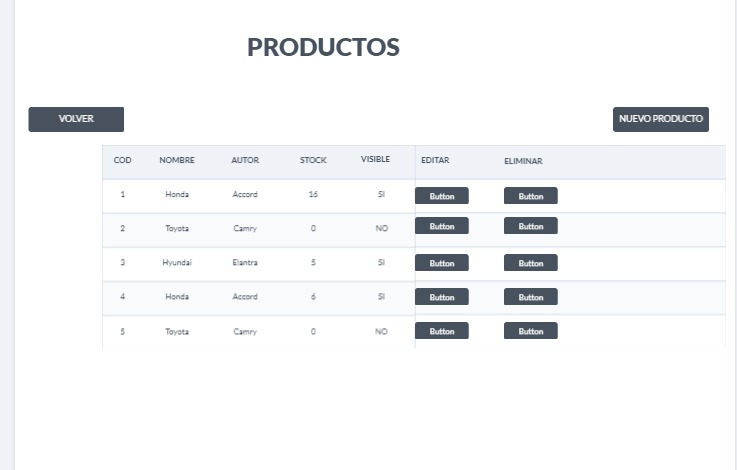 PRODUCTOS
VOLVER NUEVO PRODUCTO
COD NOMBRE AUTOR STOCK VISIBLE EDITAR ELIMINAR
1 Honda Accord 16 SI Button Button
2 Toyota Camry 0 NO Button Button
3 Hyundai Elantra 5 SI Button Button
4 Honda Accord 6 SI Button Button
5 Toyota Camry 0 NO Button Button